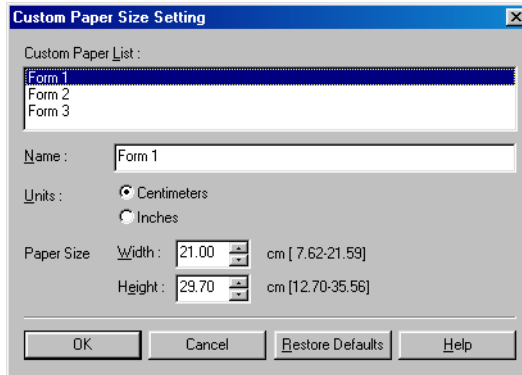 Custom Paper Size Setting
Custom Paper List :
Form 1
Form 2
Form 3
Name : Form 1
Units : Centimeters
Inches
Paper Size Width : 21.00 cm [ 7.62-21.59]
Height : 29.70 cm [12.70-35.56]
OK Cancel Restore Defaults Help